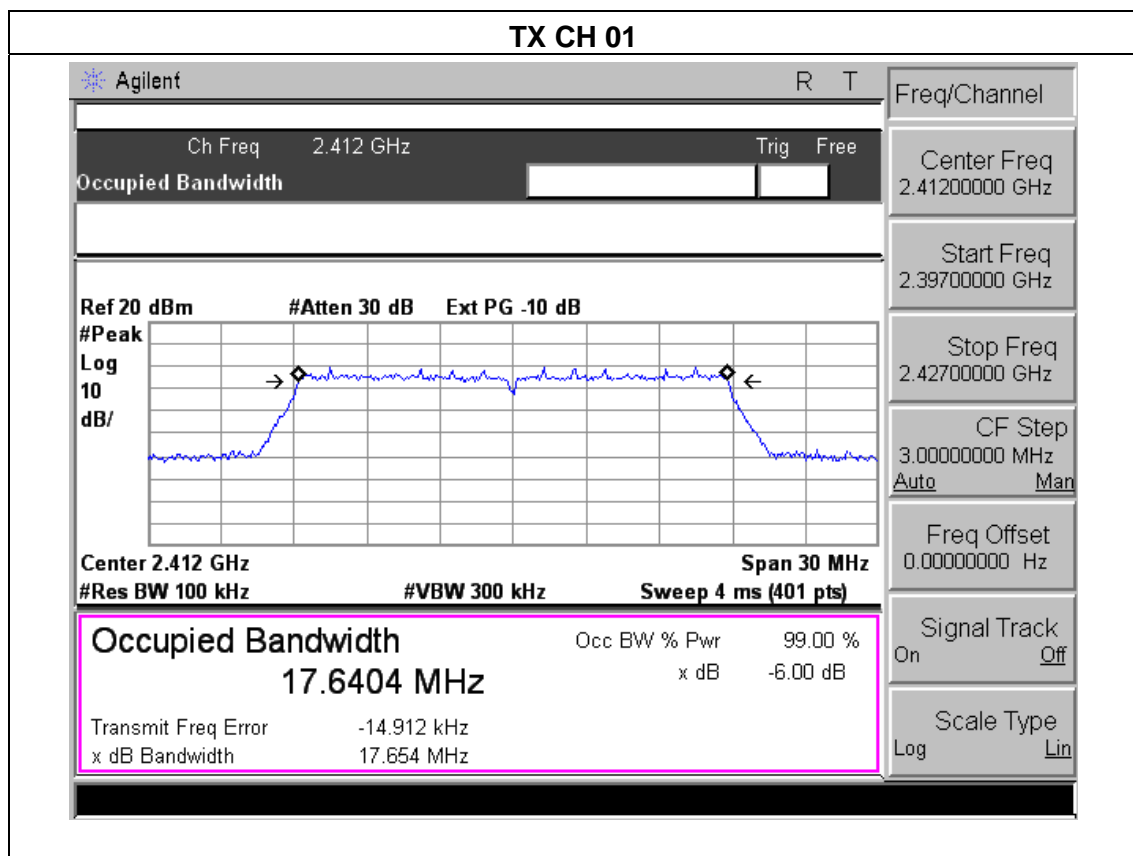 TX CH 01
Agilent R T
Freq/Channel
Ch Freq 2.412 GHz Trig Free
Occupied Bandwidth
Center Freq
2.41200000 GHz
Start Freq
2.39700000 GHz
Stop Freq
2.42700000 GHz
CF Step
3.00000000 MHz
Auto Man
Freq Offset
0.00000000 Hz
Signal Track
On Off
Scale Type
Log Lin
Ref 20 dBm #Atten 30 dB Ext PG -10 dB
#Peak
Log
10
dB/
Center 2.412 GHz Span 30 MHz
#Res BW 100 kHz #VBW 300 kHz Sweep 4 ms (401 pts)
Occupied Bandwidth Occ BW % Pwr 99.00 %
17.6404 MHz x dB -6.00 dB
Transmit Freq Error -14.912 kHz
x dB Bandwidth 17.654 MHz